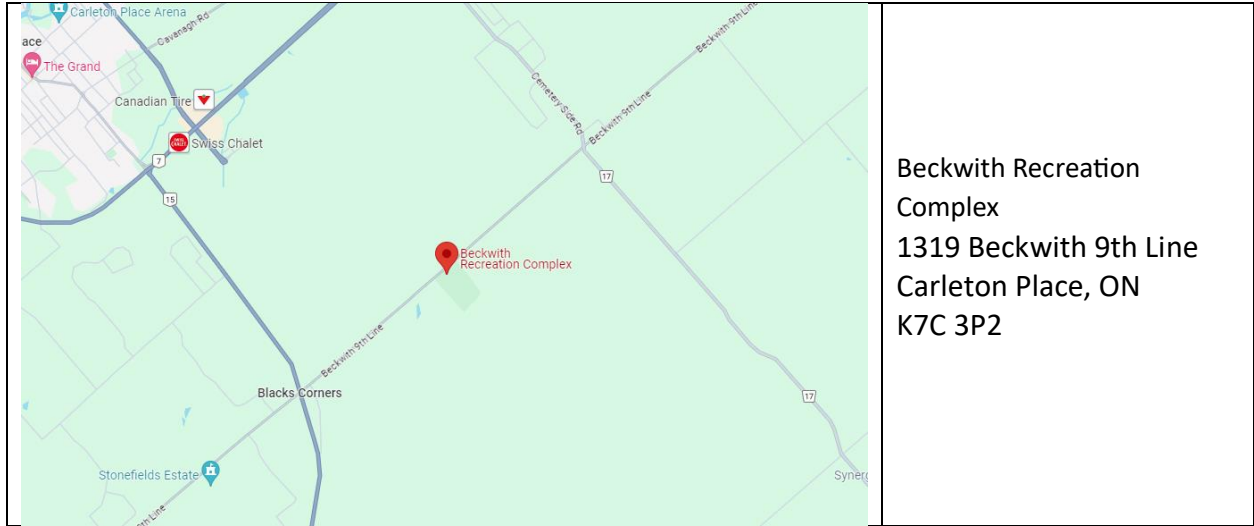 Carleton Place Arena
Cavanagh Rd
ace
The Grand
Canadian Tire
SWISS CHALET
Swiss Chalet
7
15
Beckwith 9th Line
Cemetery Side Rd
Beckwith 9th Line
17
Beckwith
Recreation Complex
Beckwith 9th Line
Blacks Corners
17
Stonefields Estate
Synerg
9th Line
Beckwith Recreation
Complex
1319 Beckwith 9th Line
Carleton Place, ON
K7C 3P2